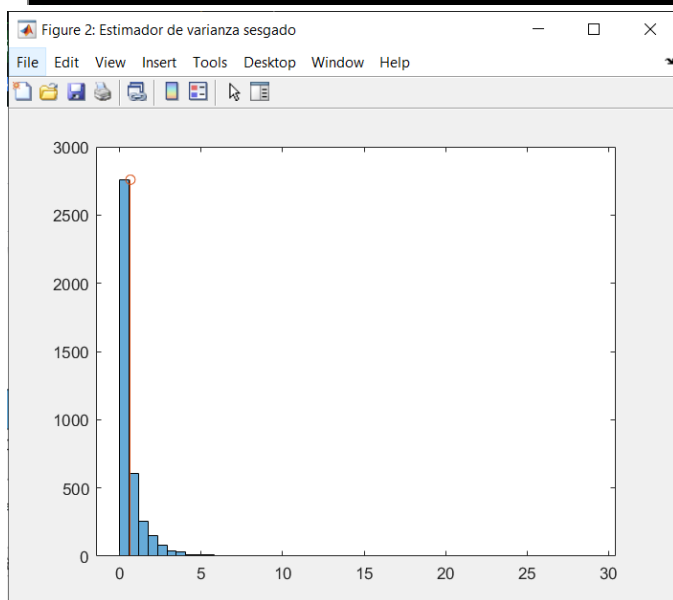 Figure 2: Estimador de varianza sesgado
File Edit View Insert Tools Desktop Window Help
3000
2500
2000
1500
1000
500
0
0 5 10 15 20 25 30